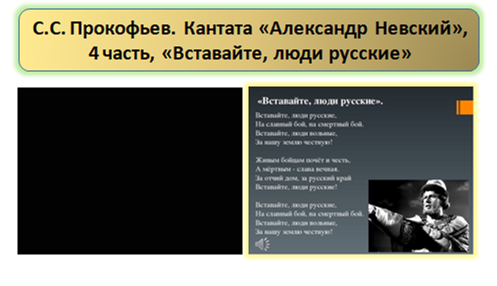 С.С. Прокофьев. Кантата «Александр Невский»,
4 часть, «Вставайте, люди русские»
«Вставайте, люди русские».
Вставайте, люди русские,
На славный бой, на смертный бой.
Вставайте, люди вольные,
За нашу землю честную!
Живым бойцам почёт и честь,
А мёртвым - слава вечная.
За отчий дом, за русский край
Вставайте, люди русские!
Вставайте, люди русские,
На славный бой, на смертный бой.
Вставайте, люди вольные,
За нашу землю честную!